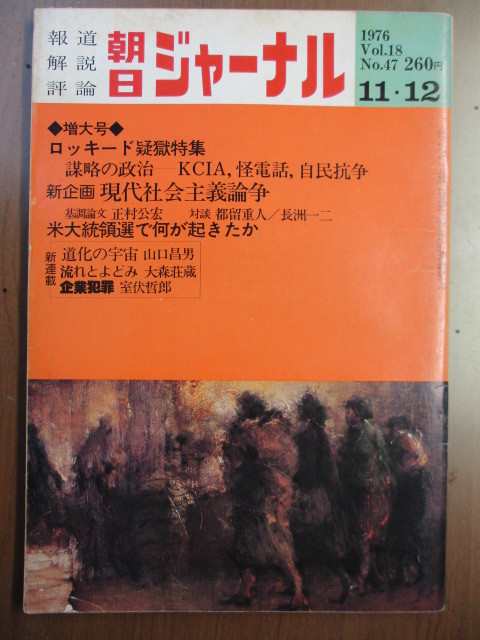 報道
解説
評論
朝日ジャーナル
1976
Vol.18
No.47 260円
11・12
◆増大号◆
ロッキード疑獄特集
謀略の政治―KCIA, 怪電話, 自民抗争
新企画 現代社会主義論争
基調論文 正村公宏 対談 都留重人／長洲一二
米大統領選で何が起きたか
新連載
道化の宇宙 山口昌男
流れとよどみ 大森荘蔵
企業犯罪 室伏哲郎